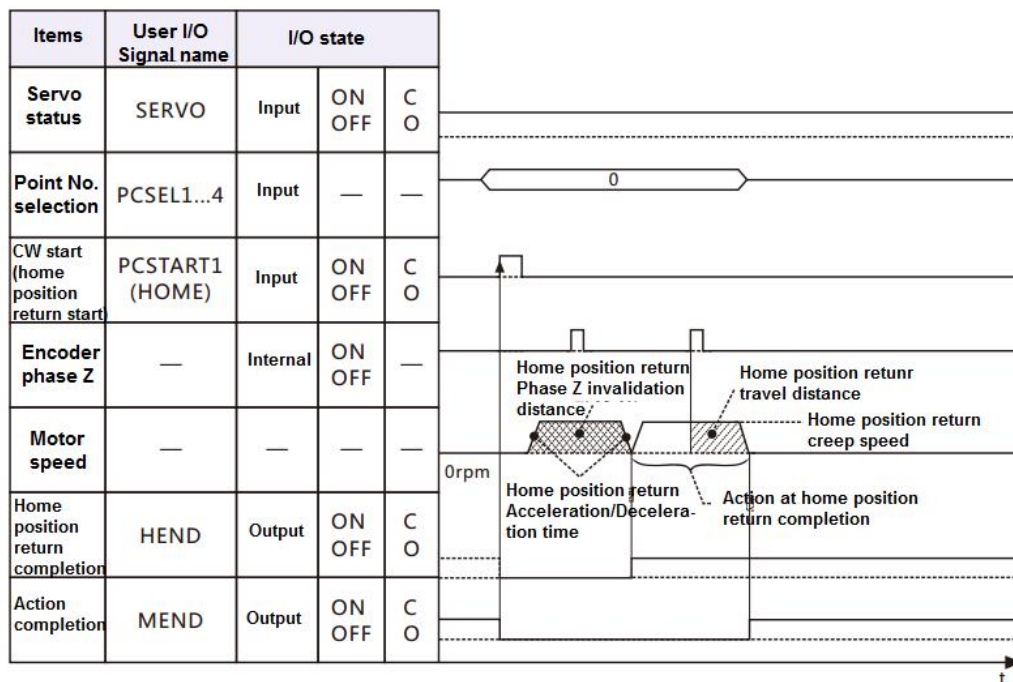 Items
User I/O
Signal name
I/O state
Servo
status
SERVO
Input
ON
OFF
C
O
Point No.
selection
PCSEL1...4
Input
—
—
0
CW start
(home
position
return start)
PCSTART1
(HOME)
Input
ON
OFF
C
O
Encoder
phase Z
—
Internal
ON
OFF
—
Home position return
Phase Z invalidation
distance
Home position retunr
travel distance
Home position return
creep speed
Motor
speed
—
—
—
—
0rpm
Home position return
Acceleration/Decelera-
tion time
Action at home position
return completion
Home
position
return
completion
HEND
Output
ON
OFF
C
O
Action
completion
MEND
Output
ON
OFF
C
O
t